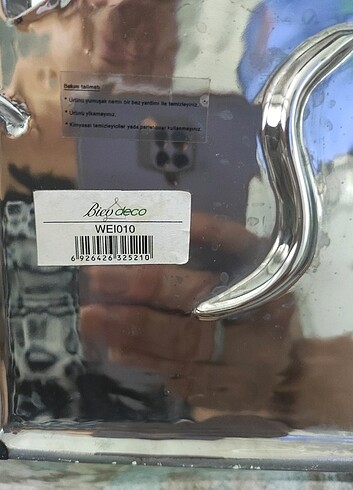 Bakım talimatı
* Ürünü yumuşak nemli bir bez yardımı ile temizleyiniz.
* Ürünü yıkamayınız.
* Kimyasal temizleyiciler yada parlatıcılar kullanmayınız.
Biev deco
WEI010
6 926426 325210